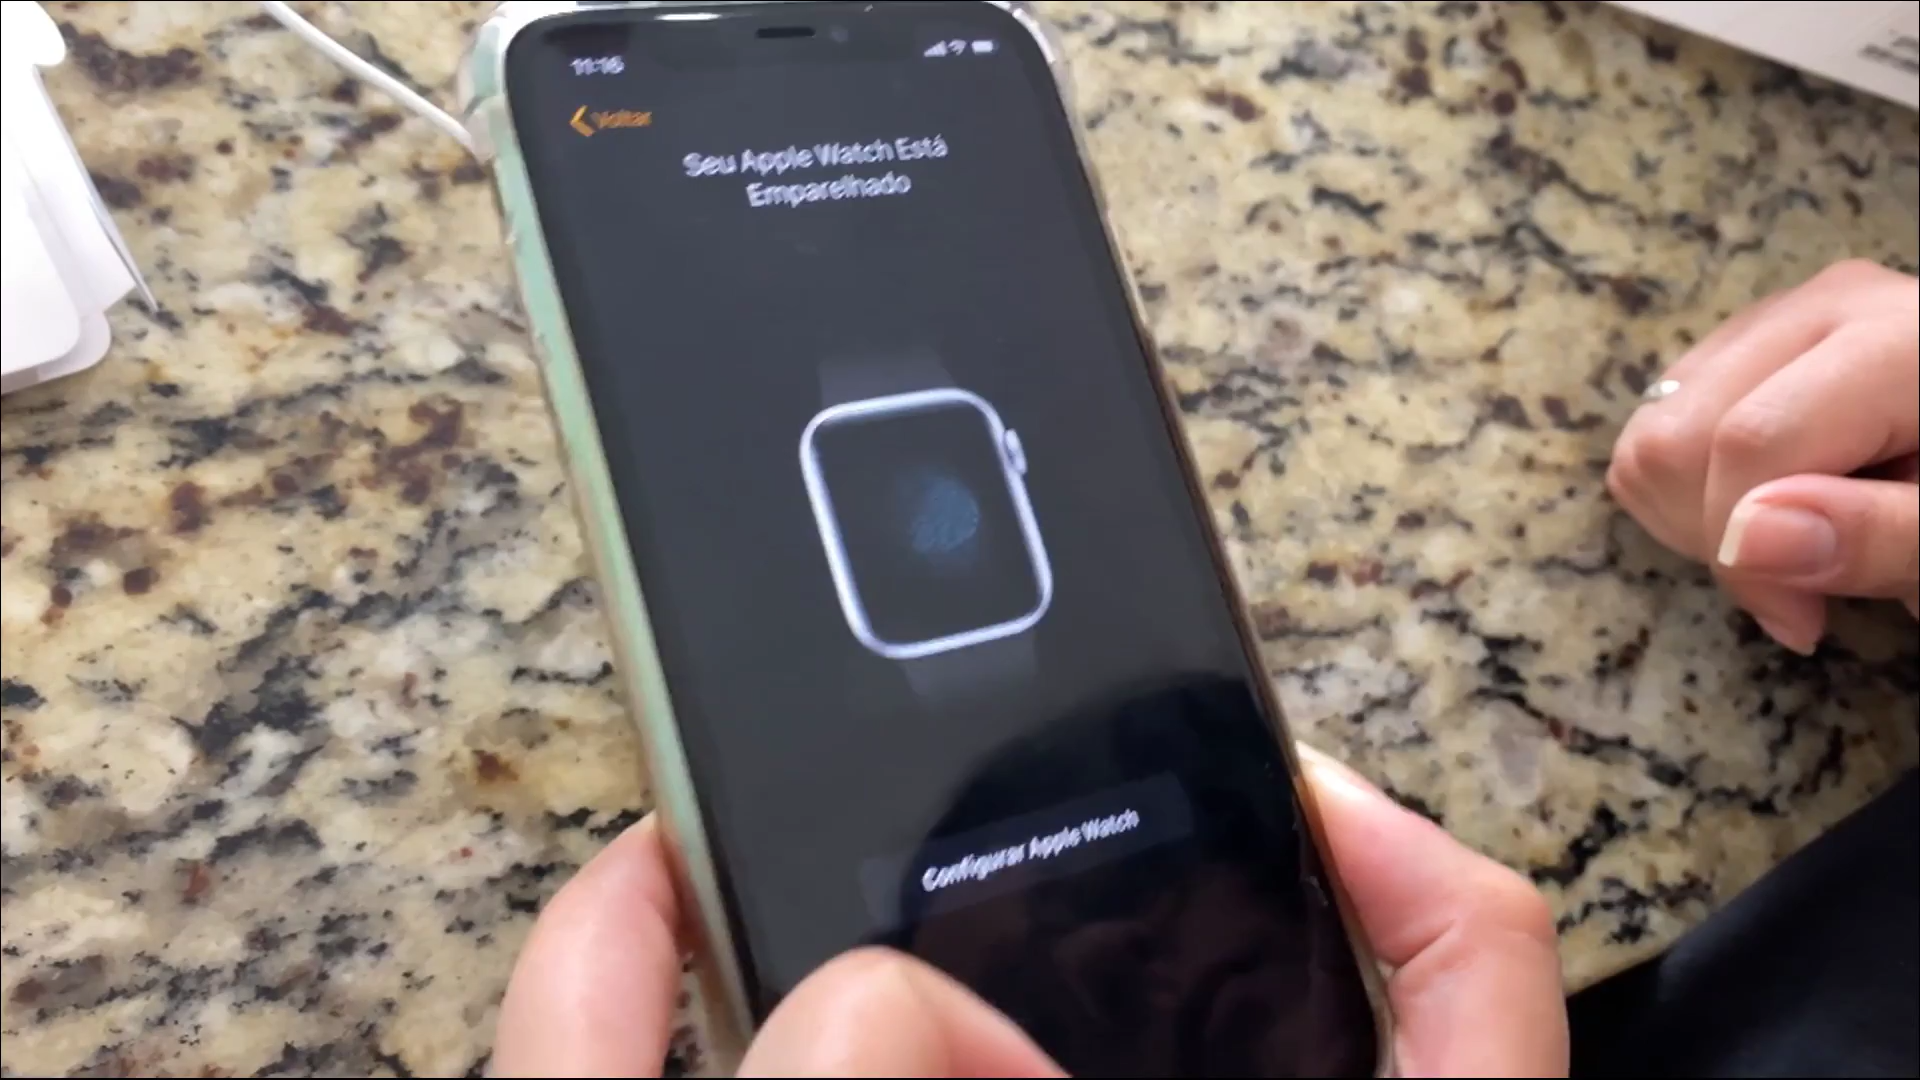 11:16
Voltar
Seu Apple Watch Está
Emparelhado
Configurar Apple Watch